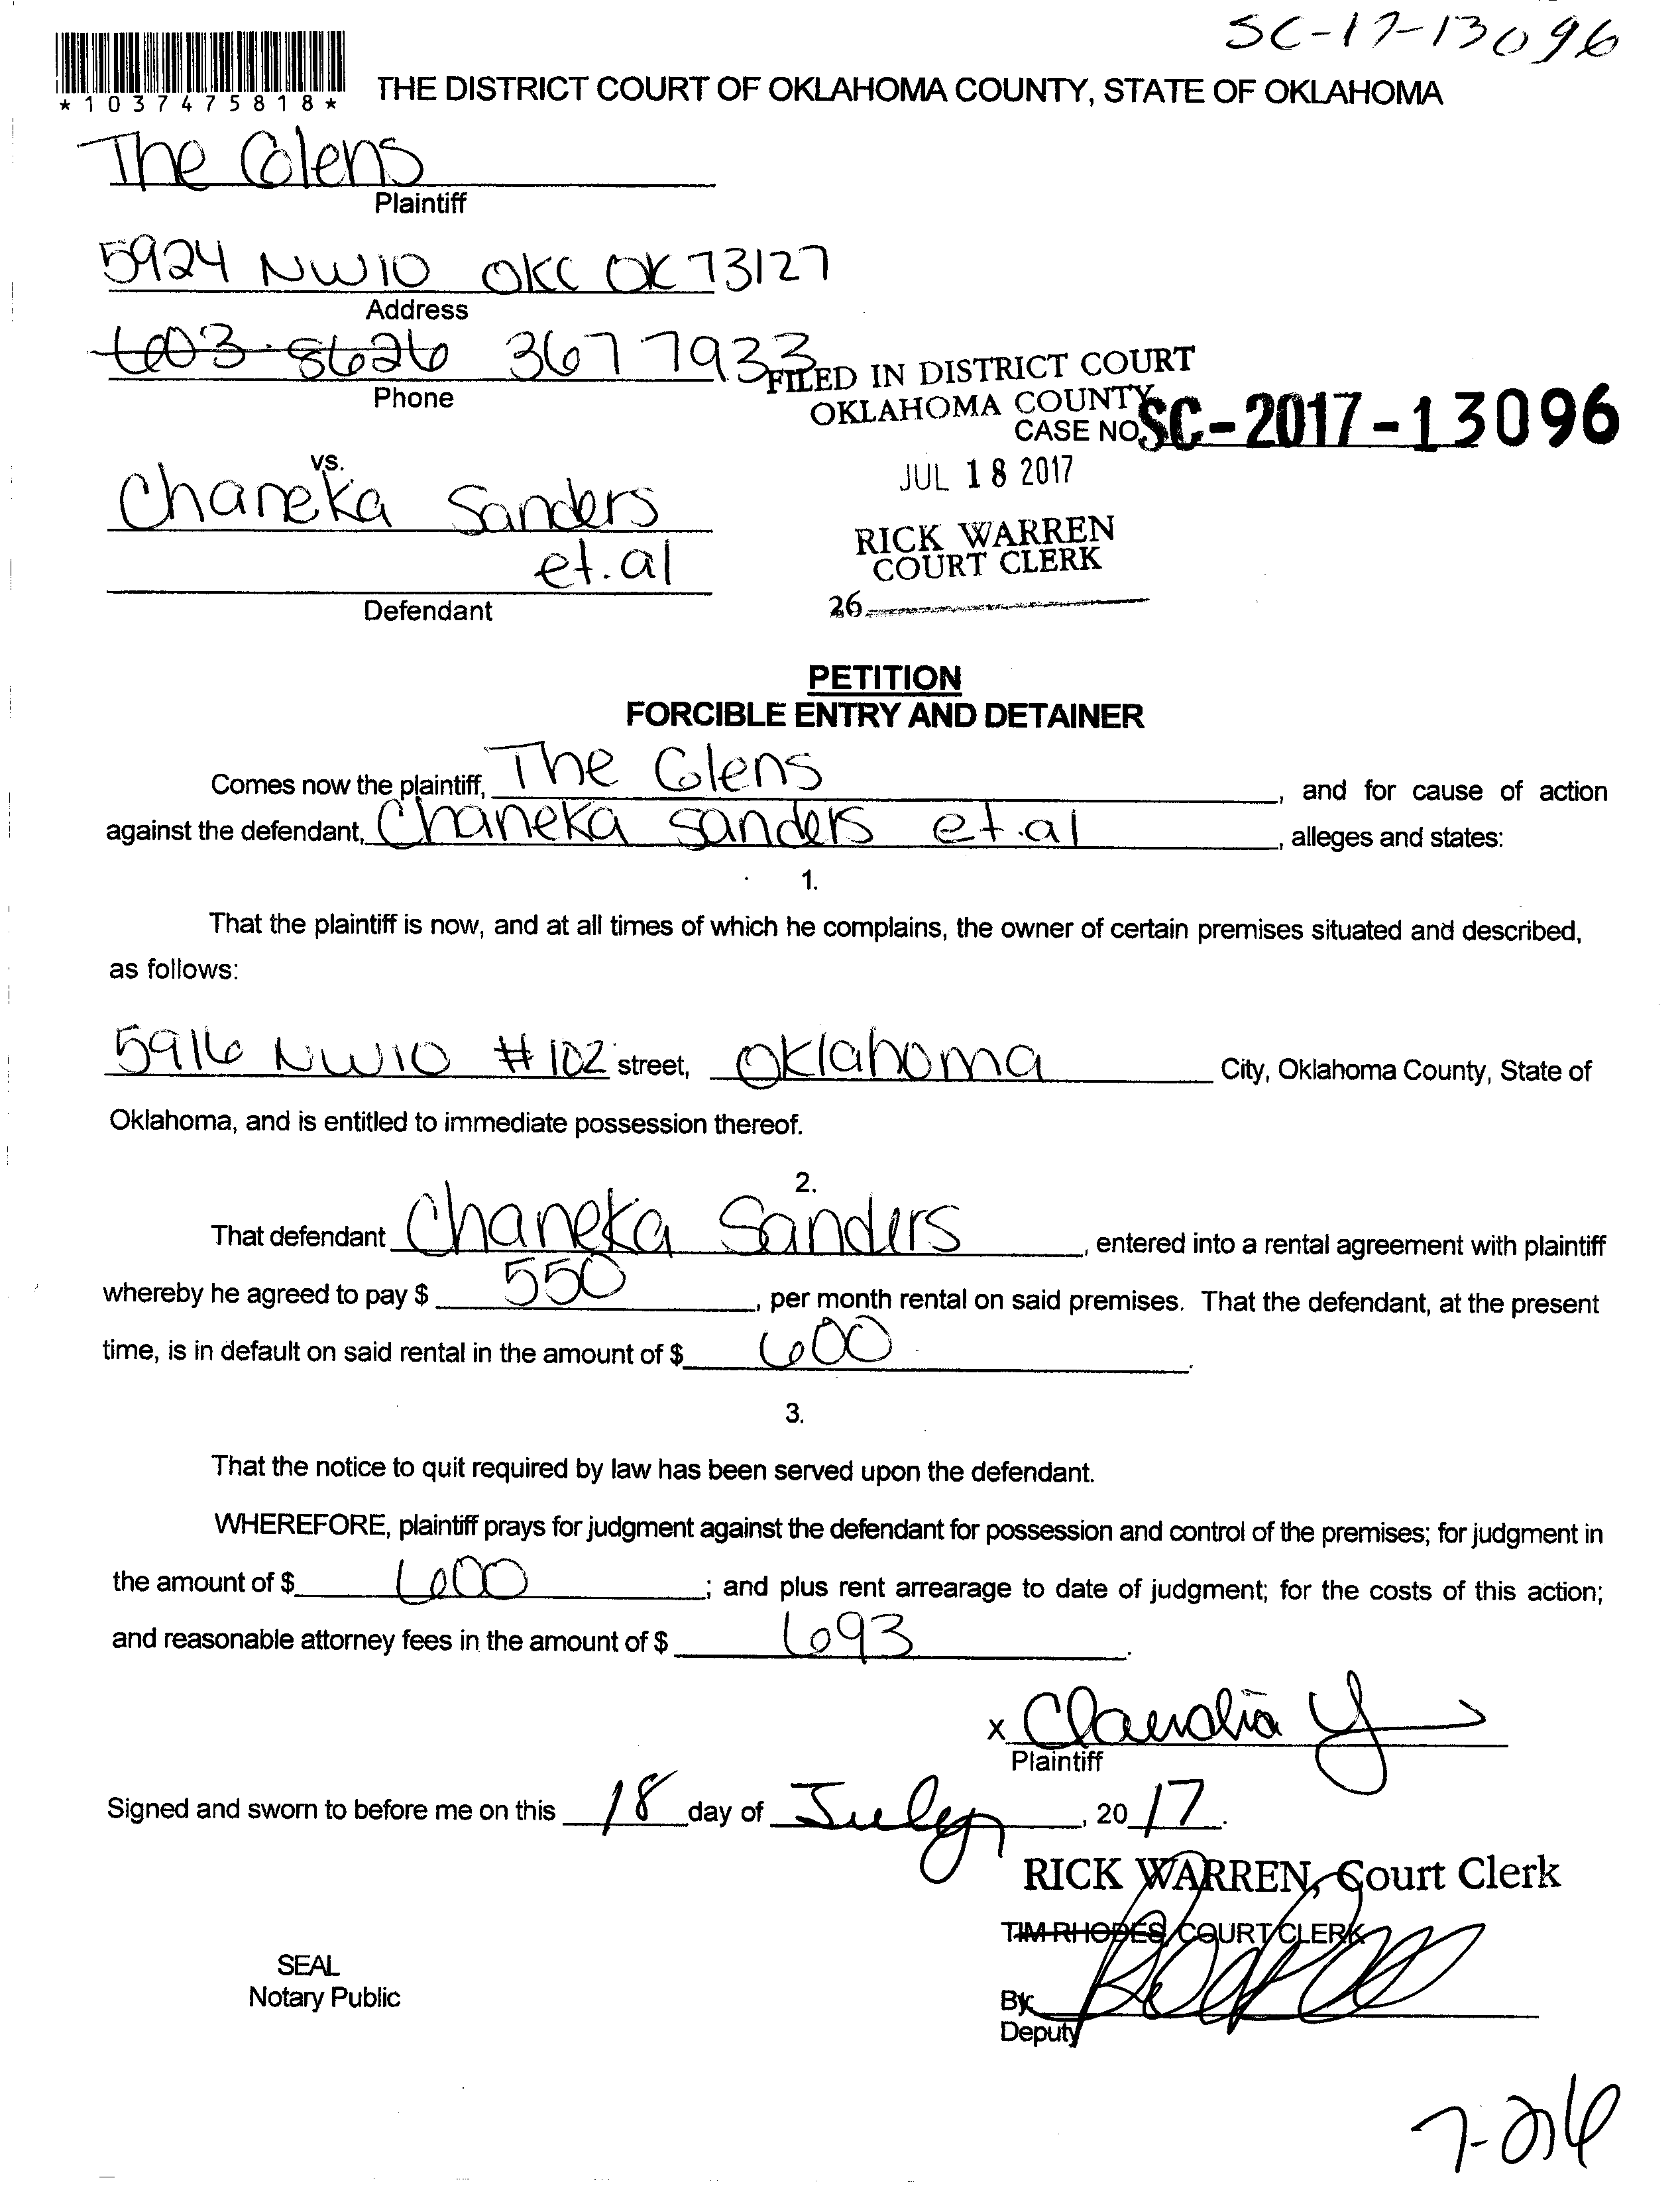 SC-17-13096
*1037475818*
THE DISTRICT COURT OF OKLAHOMA COUNTY, STATE OF OKLAHOMA
The Glens
Plaintiff
5924 NW10 OKC OK 73127
Address
603-8626 367 7933
Phone
FILED IN DISTRICT COURT
OKLAHOMA COUNTY
CASE NO. SC-2017-13096
JUL 18 2017
RICK WARREN
COURT CLERK
26
vs.
Chaneka Sanders
et.al
Defendant
PETITION
FORCIBLE ENTRY AND DETAINER
Comes now the plaintiff, The Glens, and for cause of action
against the defendant, Chaneka Sanders et.al, alleges and states:
1.
That the plaintiff is now, and at all times of which he complains, the owner of certain premises situated and described,
as follows:
5916 NW10 #102 street, Oklahoma City, Oklahoma County, State of
Oklahoma, and is entitled to immediate possession thereof.
2.
That defendant Chaneka Sanders, entered into a rental agreement with plaintiff
whereby he agreed to pay $ 550, per month rental on said premises. That the defendant, at the present
time, is in default on said rental in the amount of $ 600.
3.
That the notice to quit required by law has been served upon the defendant.
WHEREFORE, plaintiff prays for judgment against the defendant for possession and control of the premises; for judgment in
the amount of $ 600; and plus rent arrearage to date of judgment; for the costs of this action;
and reasonable attorney fees in the amount of $ 693.
x Claudia Y
Plaintiff
Signed and sworn to before me on this 18 day of July, 2017.
RICK WARREN, Court Clerk
TIM RHODES, COURT CLERK
SEAL
Notary Public
By:
Deputy
7-26